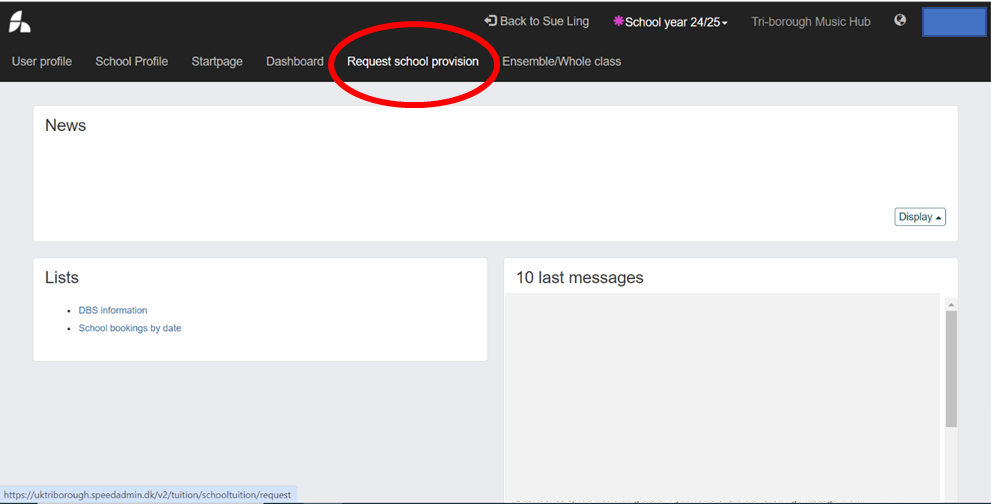 Back to Sue Ling
School year 24/25
Tri-borough Music Hub
User profile
School Profile
Startpage
Dashboard
Request school provision
Ensemble/Whole class
News
Display
Lists
DBS information
School bookings by date
10 last messages
https://uktriborough.speedadmin.dk/v2/tuition/schooltuition/request